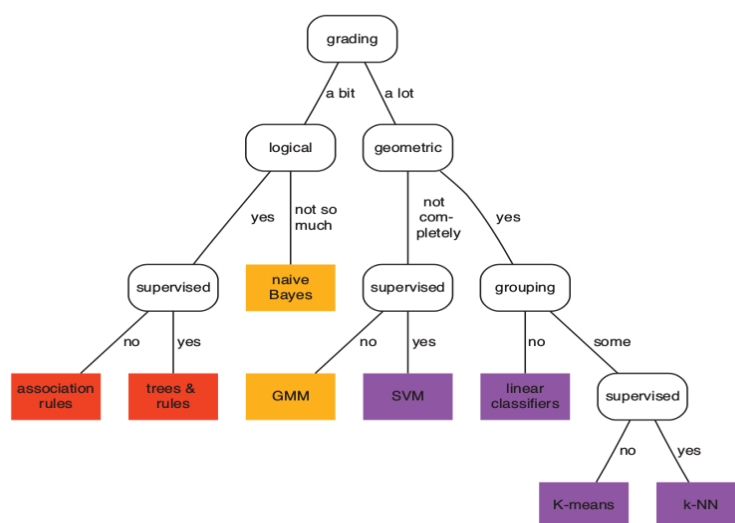 grading
a bit
a lot
logical
geometric
yes
not so
much
not
com-
pletely
yes
supervised
naive
Bayes
supervised
grouping
no
yes
no
yes
no
some
association
rules
trees &
rules
GMM
SVM
linear
classifiers
supervised
no
yes
K-means
k-NN